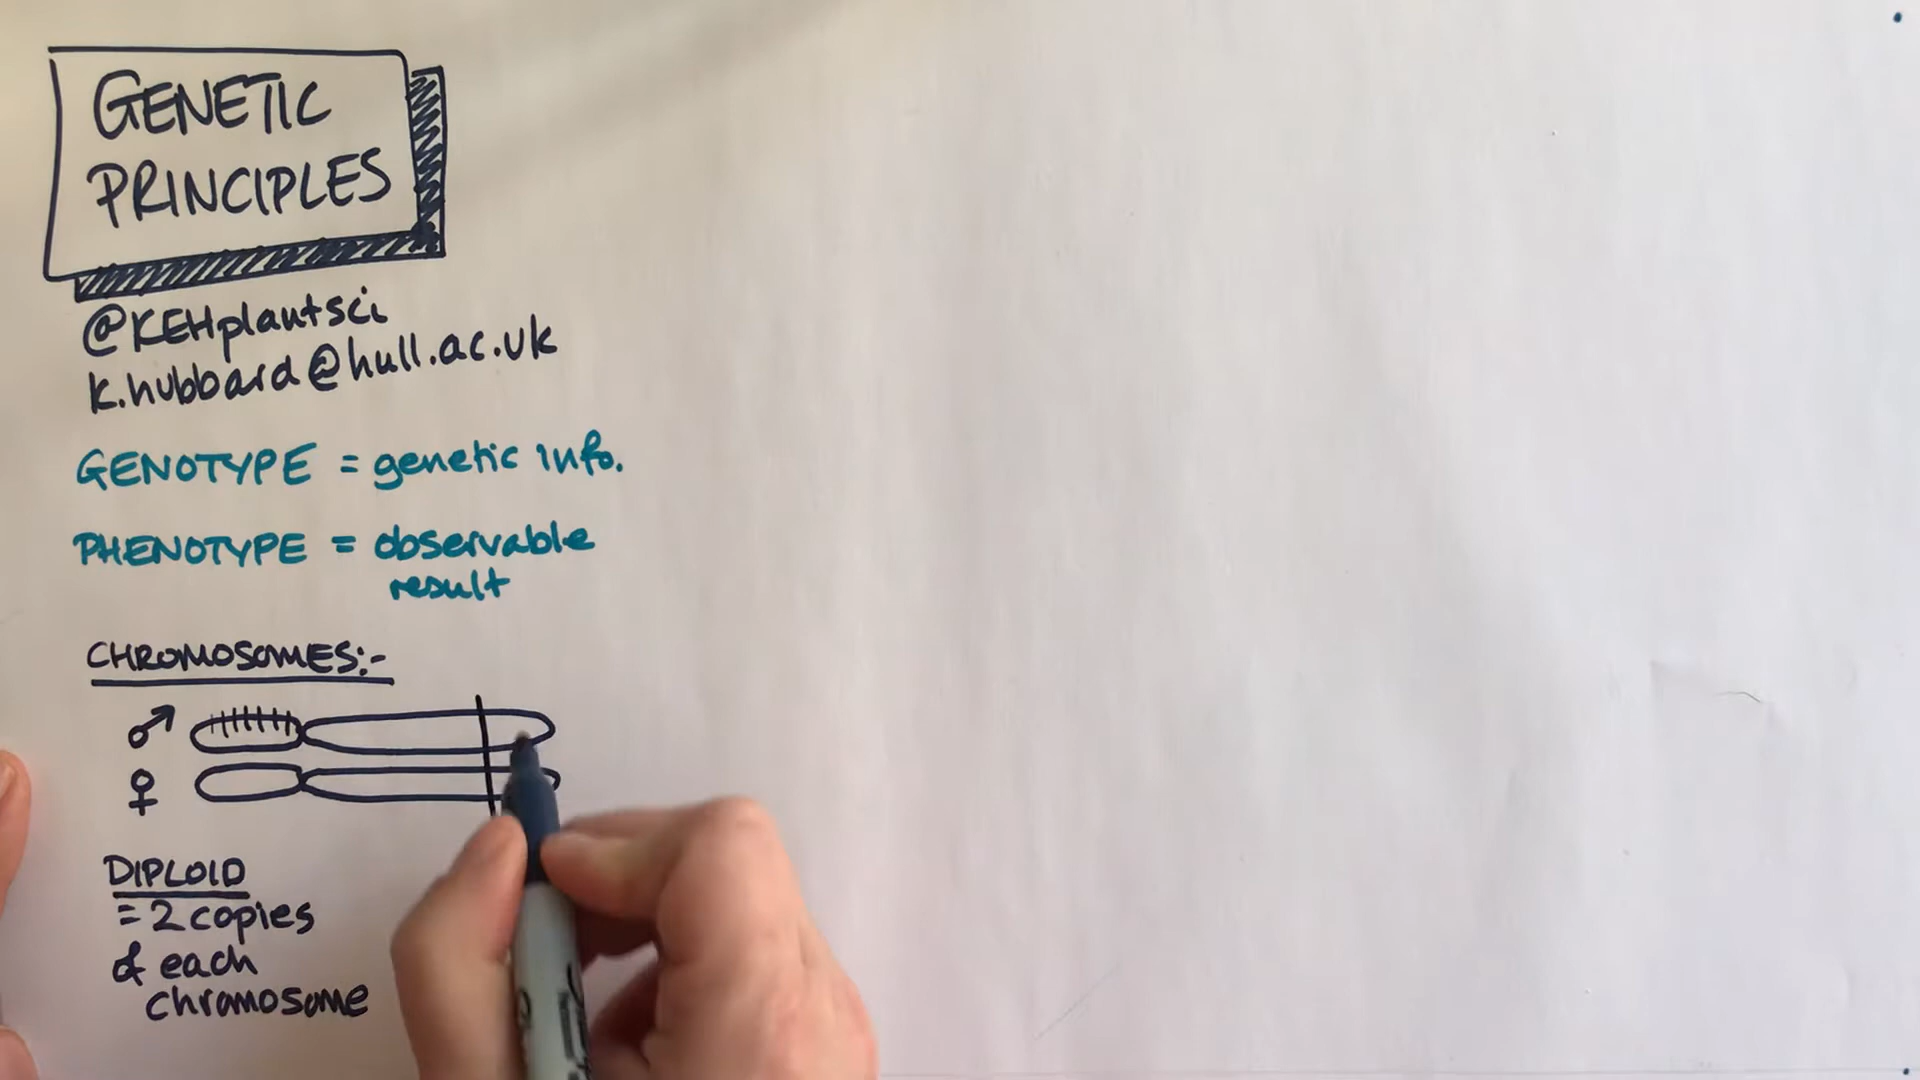 GENETIC
PRINCIPLES
@KEHplantsci
k.hubbard@hull.ac.uk
GENOTYPE = genetic info.
PHENOTYPE = observable
result
CHROMOSOMES:-
♂
♀
DIPLOID
= 2 copies
of each
chromosome